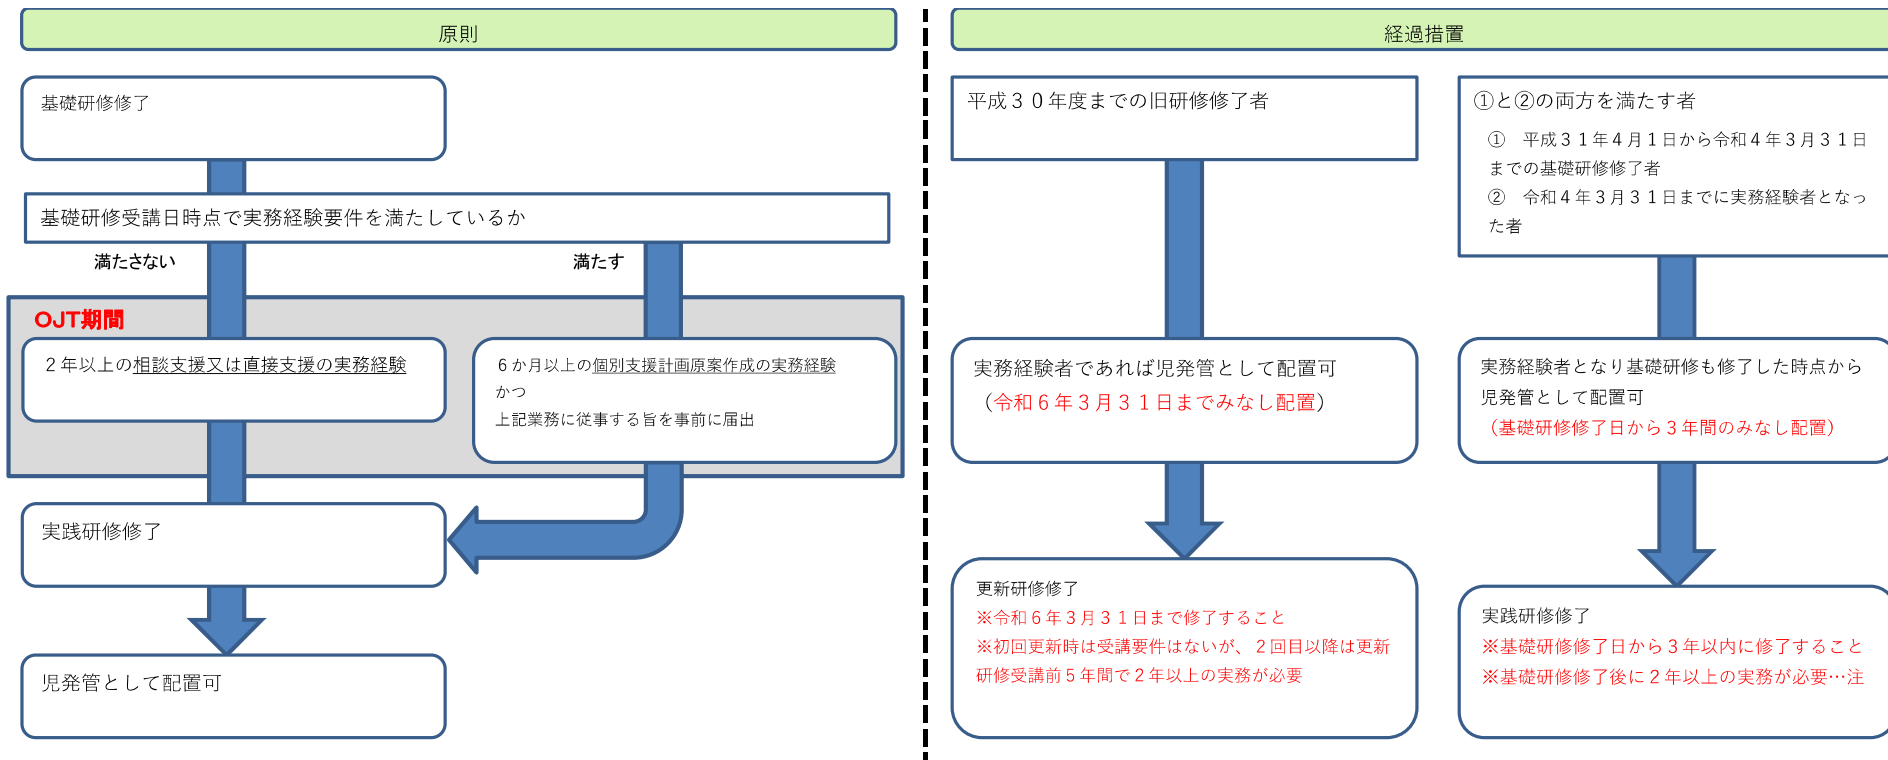 原則
基礎研修修了
基礎研修受講日時点で実務経験要件を満たしているか
満たさない
満たす
OJT期間
２年以上の相談支援又は直接支援の実務経験
６か月以上の個別支援計画原案作成の実務経験
かつ
上記業務に従事する旨を事前に届出
実践研修修了
児発管として配置可
経過措置
平成３０年度までの旧研修修了者
実務経験者であれば児発管として配置可
（令和６年３月３１日までみなし配置）
更新研修修了
※令和６年３月３１日まで修了すること
※初回更新時は受講要件はないが、２回目以降は更新
研修受講前５年間で２年以上の実務が必要
①と②の両方を満たす者
①　平成３１年４月１日から令和４年３月３１日
までの基礎研修修了者
②　令和４年３月３１日までに実務経験者となっ
た者
実務経験者となり基礎研修も修了した時点から
児発管として配置可
（基礎研修修了日から３年間のみなし配置）
実践研修修了
※基礎研修修了日から３年以内に修了すること
※基礎研修修了後に２年以上の実務が必要…注